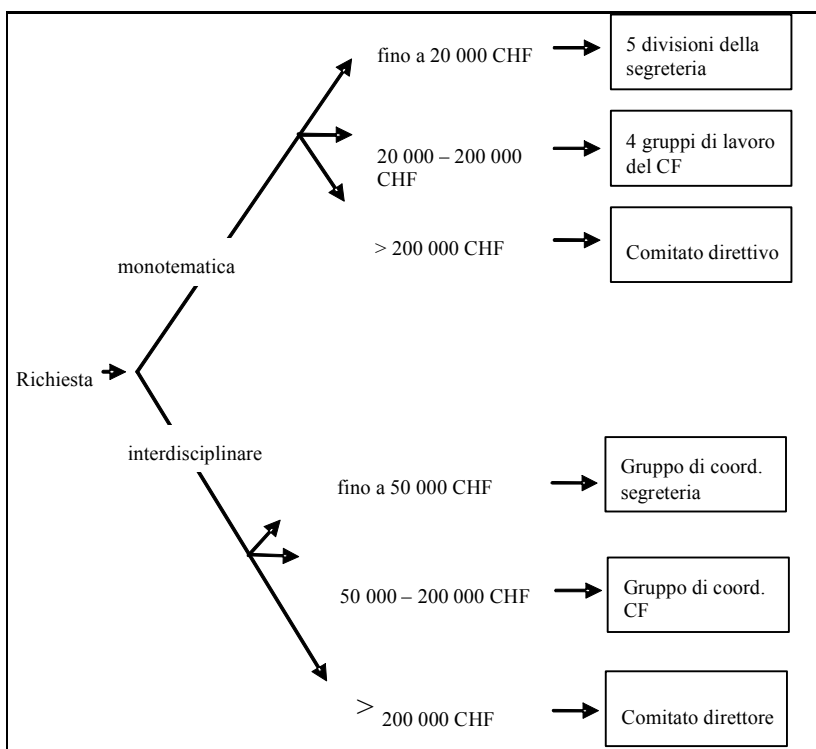 fino a 20 000 CHF
5 divisioni della
segreteria
20 000 – 200 000
CHF
4 gruppi di lavoro
del CF
> 200 000 CHF
Comitato direttivo
monotematica
Richiesta
interdisciplinare
fino a 50 000 CHF
Gruppo di coord.
segreteria
50 000 – 200 000 CHF
Gruppo di coord.
CF
> 200 000 CHF
Comitato direttore